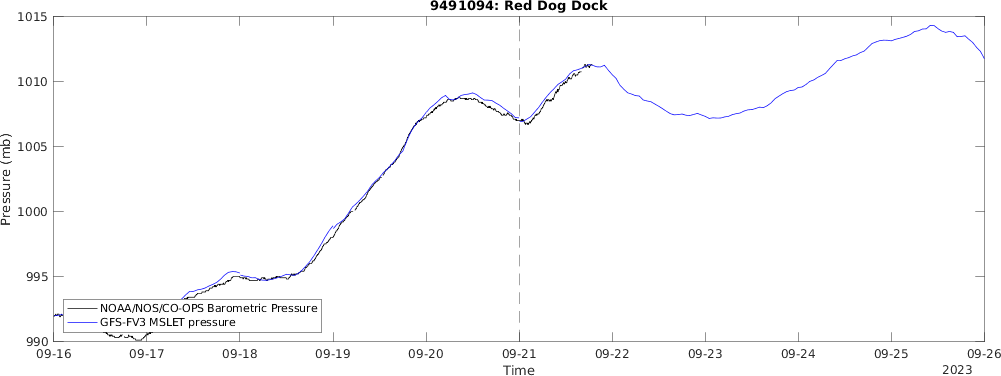 9491094: Red Dog Dock
Pressure (mb)
1015
1010
1005
1000
995
990
NOAA/NOS/CO-OPS Barometric Pressure
GFS-FV3 MSLET pressure
09-16 09-17 09-18 09-19 09-20 09-21 09-22 09-23 09-24 09-25 09-26
Time
2023